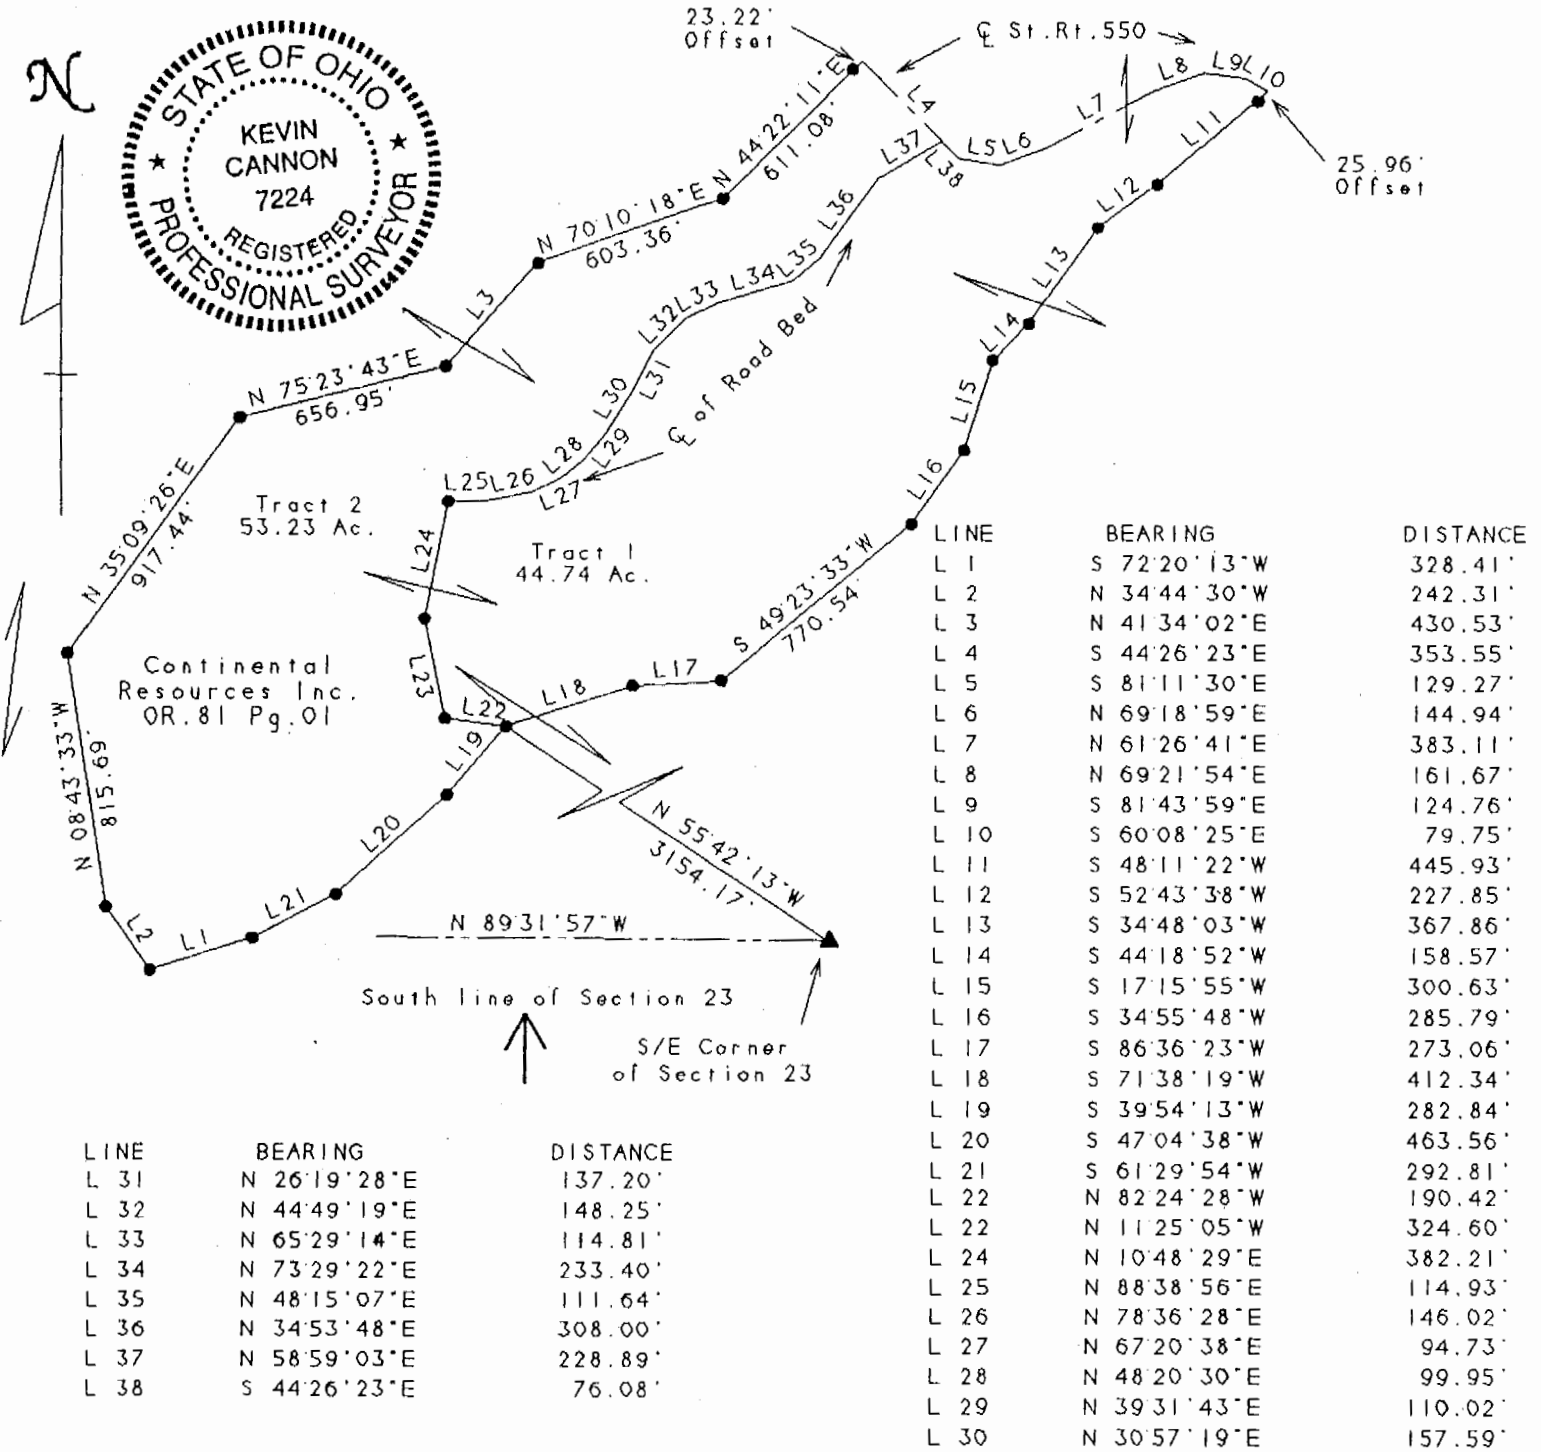 N
STATE OF OHIO
KEVIN
CANNON
7224
REGISTERED
PROFESSIONAL SURVEYOR
23.22'
Offset
℄ St.Rt.550
25.96'
Offset
N 44°22'11"E
611.08'
N 70°10'18"E
603.36'
L3
N 75°23'43"E
656.95'
N 35°09'26"E
917.44'
N 08°43'33"W
815.69'
L2
L1
L21
L20
L19
L22
L23
L24
L25
L26
L27
L28
L29
L30
L31
L32
L33
L34
L35
L36
L37
L38
L4
L5
L6
L7
L8
L9
L10
L11
L12
L13
L14
L15
L16
S 49°23'33"W
770.54'
L17
L18
℄ of Road Bed
Tract 2
53.23 Ac.
Tract 1
44.74 Ac.
Continental
Resources Inc.
OR.81 Pg.01
N 55°42'13"W
3154.17'
N 89°31'57"W
South line of Section 23
S/E Corner
of Section 23
LINE BEARING DISTANCE
L 1 S 72°20'13"W 328.41'
L 2 N 34°44'30"W 242.31'
L 3 N 41°34'02"E 430.53'
L 4 S 44°26'23"E 353.55'
L 5 S 81°11'30"E 129.27'
L 6 N 69°18'59"E 144.94'
L 7 N 61°26'41"E 383.11'
L 8 N 69°21'54"E 161.67'
L 9 S 81°43'59"E 124.76'
L 10 S 60°08'25"E 79.75'
L 11 S 48°11'22"W 445.93'
L 12 S 52°43'38"W 227.85'
L 13 S 34°48'03"W 367.86'
L 14 S 44°18'52"W 158.57'
L 15 S 17°15'55"W 300.63'
L 16 S 34°55'48"W 285.79'
L 17 S 86°36'23"W 273.06'
L 18 S 71°38'19"W 412.34'
L 19 S 39°54'13"W 282.84'
L 20 S 47°04'38"W 463.56'
L 21 S 61°29'54"W 292.81'
L 22 N 82°24'28"W 190.42'
L 22 N 11°25'05"W 324.60'
L 24 N 10°48'29"E 382.21'
L 25 N 88°38'56"E 114.93'
L 26 N 78°36'28"E 146.02'
L 27 N 67°20'38"E 94.73'
L 28 N 48°20'30"E 99.95'
L 29 N 39°31'43"E 110.02'
L 30 N 30°57'19"E 157.59'
LINE BEARING DISTANCE
L 31 N 26°19'28"E 137.20'
L 32 N 44°49'19"E 148.25'
L 33 N 65°29'14"E 114.81'
L 34 N 73°29'22"E 233.40'
L 35 N 48°15'07"E 111.64'
L 36 N 34°53'48"E 308.00'
L 37 N 58°59'03"E 228.89'
L 38 S 44°26'23"E 76.08'